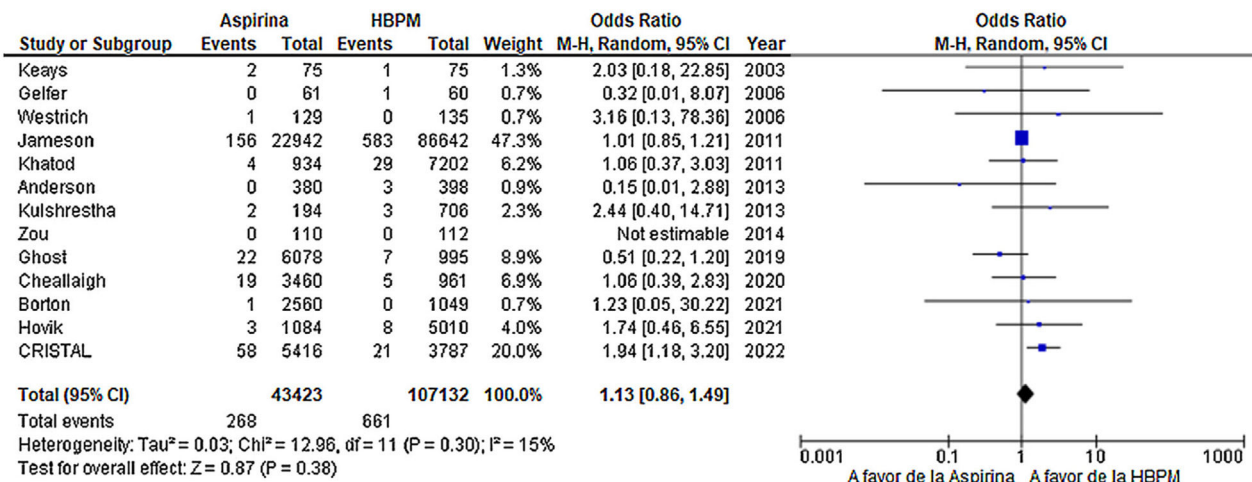 Aspirina HBPM Odds Ratio Odds Ratio
Study or Subgroup Events Total Events Total Weight M-H, Random, 95% CI Year M-H, Random, 95% CI
Keays 2 75 1 75 1.3% 2.03 [0.18, 22.85] 2003
Gelfer 0 61 1 60 0.7% 0.32 [0.01, 8.07] 2006
Westrich 1 129 0 135 0.7% 3.16 [0.13, 78.36] 2006
Jameson 156 22942 583 86642 47.3% 1.01 [0.85, 1.21] 2011
Khatod 4 934 29 7202 6.2% 1.06 [0.37, 3.03] 2011
Anderson 0 380 3 398 0.9% 0.15 [0.01, 2.88] 2013
Kulshrestha 2 194 3 706 2.3% 2.44 [0.40, 14.71] 2013
Zou 0 110 0 112 Not estimable 2014
Ghost 22 6078 7 995 8.9% 0.51 [0.22, 1.20] 2019
Cheallaigh 19 3460 5 961 6.9% 1.06 [0.39, 2.83] 2020
Borton 1 2560 0 1049 0.7% 1.23 [0.05, 30.22] 2021
Hovik 3 1084 8 5010 4.0% 1.74 [0.46, 6.55] 2021
CRISTAL 58 5416 21 3787 20.0% 1.94 [1.18, 3.20] 2022
Total (95% CI) 43423 107132 100.0% 1.13 [0.86, 1.49]
Total events 268 661
Heterogeneity: Tau² = 0.03; Chi² = 12.96, df = 11 (P = 0.30); I² = 15%
Test for overall effect: Z = 0.87 (P = 0.38)
0.001 0.1 1 10 1000
A favor de la Aspirina A favor de la HBPM